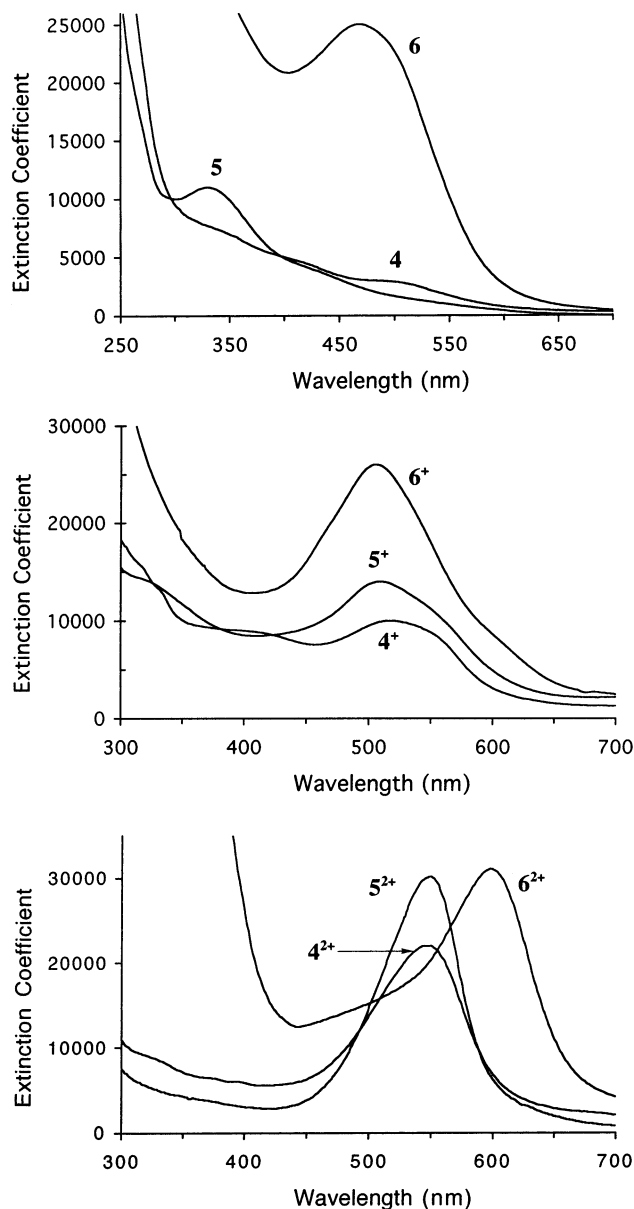 25000
20000
15000
10000
5000
0
Extinction Coefficient
6
5
4
250 350 450 550 650
Wavelength (nm)
30000
20000
10000
0
Extinction Coefficient
6+
5+
4+
300 400 500 600 700
Wavelength (nm)
30000
20000
10000
0
Extinction Coefficient
52+
62+
42+
300 400 500 600 700
Wavelength (nm)